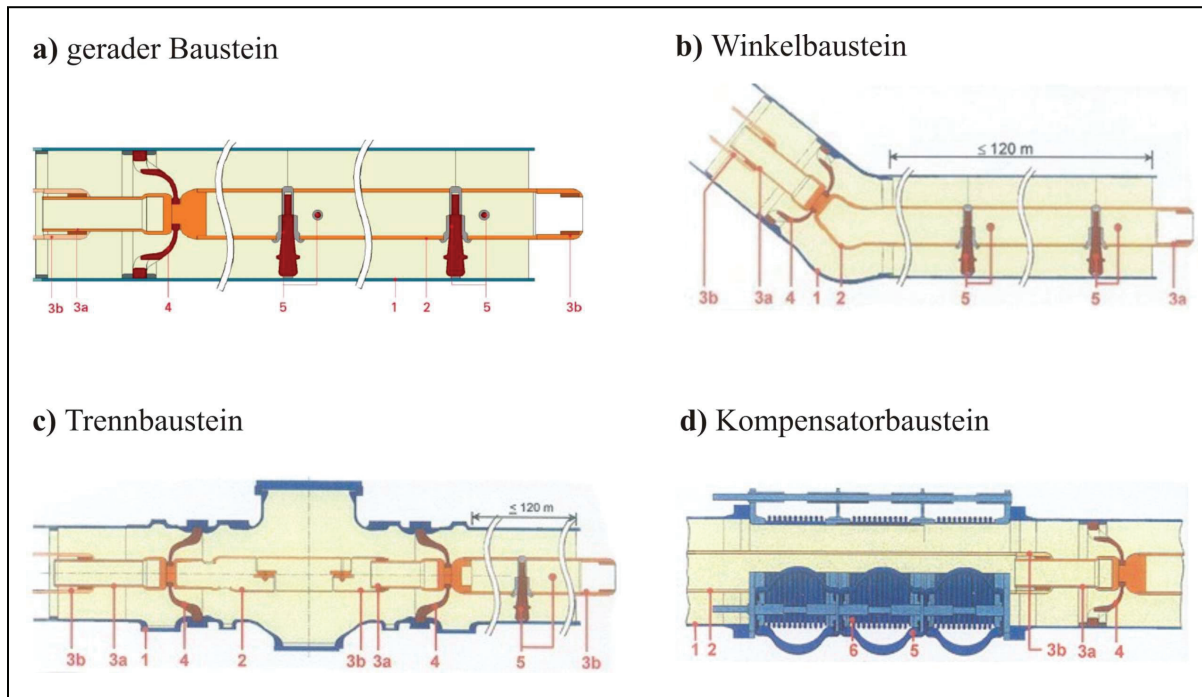 a) gerader Baustein
3b
3a
4
5
1
2
5
3b
b) Winkelbaustein
≤ 120 m
3b
3a
4
1
2
5
5
3a
c) Trennbaustein
≤ 120 m
3b
3a
1
4
2
3b
3a
4
5
3b
d) Kompensatorbaustein
1
2
6
5
3b
3a
4